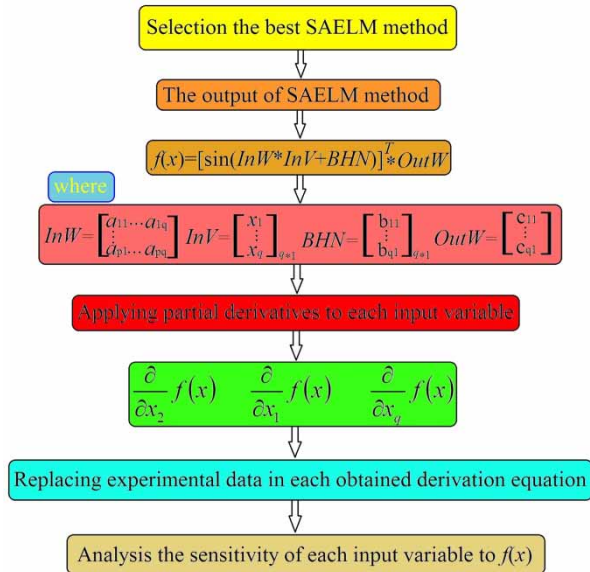 Selection the best SAELM method
The output of SAELM method
f(x)=[sin(InW*InV+BHN)]^T*OutW
where
InW=[a11...a1q ⋮ ap1...apq] InV=[x1 ⋮ xq]q*1 BHN=[b11 ⋮ bq1]q*1 OutW=[c11 ⋮ cq1]
Applying partial derivatives to each input variable
∂/∂x2 f(x) ∂/∂x1 f(x) ∂/∂xq f(x)
Replacing experimental data in each obtained derivation equation
Analysis the sensitivity of each input variable to f(x)